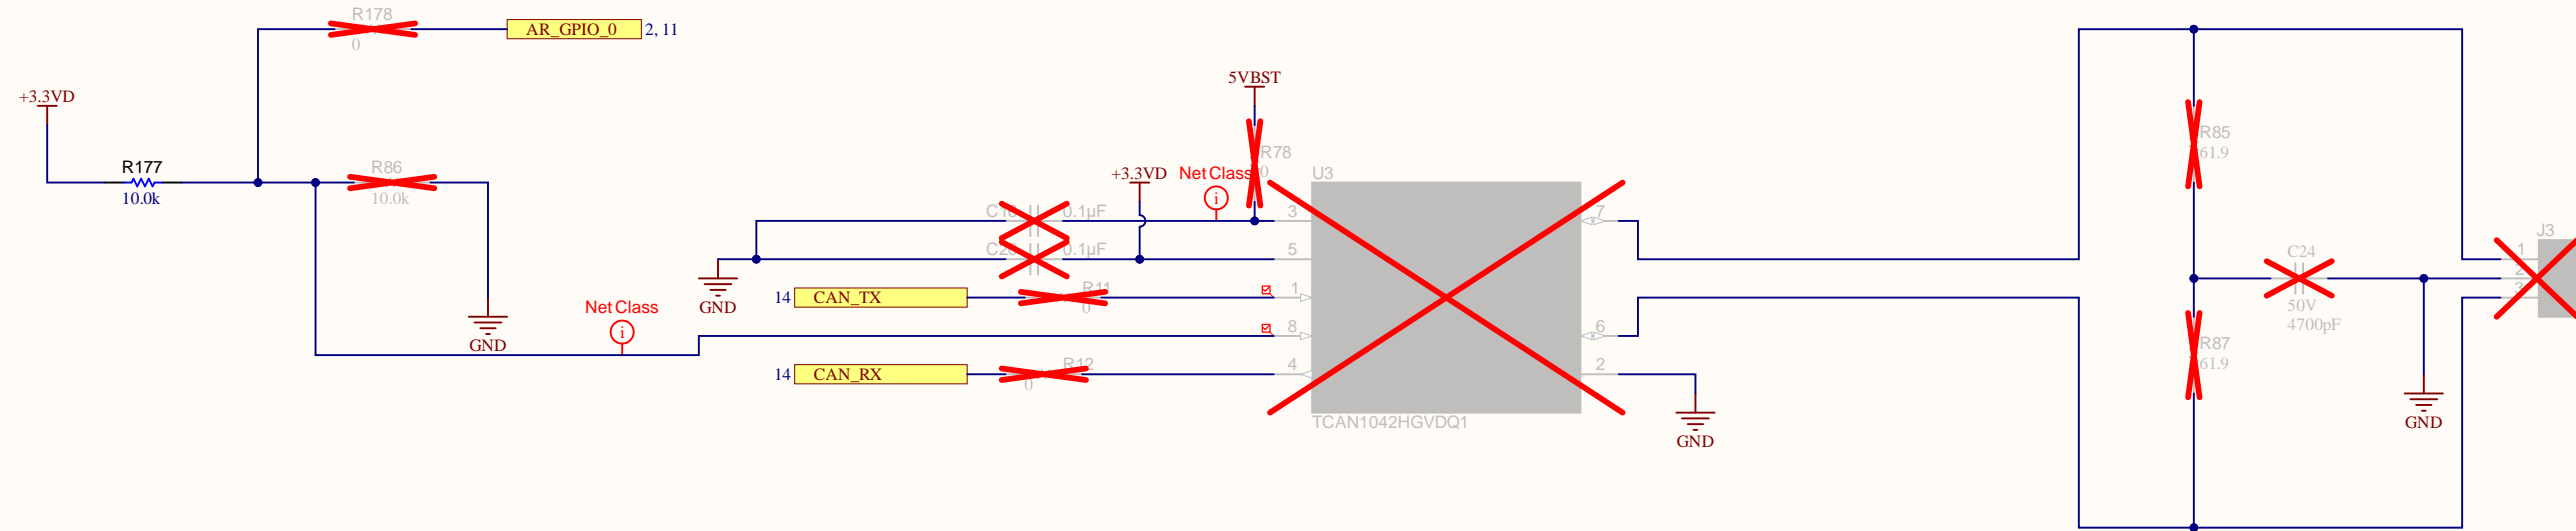 R178
0
AR_GPIO_0 2, 11
+3.3VD
R177
10.0k
R86
10.0k
GND
Net Class
i
5VBST
R78
0
+3.3VD
Net Class
i
0.1µF
0.1µF
GND
14 CAN_TX
R11
0
14 CAN_RX
R12
0
U3
3
5
1
8
4
7
6
2
TCAN1042HGVDQ1
GND
R85
61.9
C24
50V
4700pF
R87
61.9
GND
J3
1
2
3